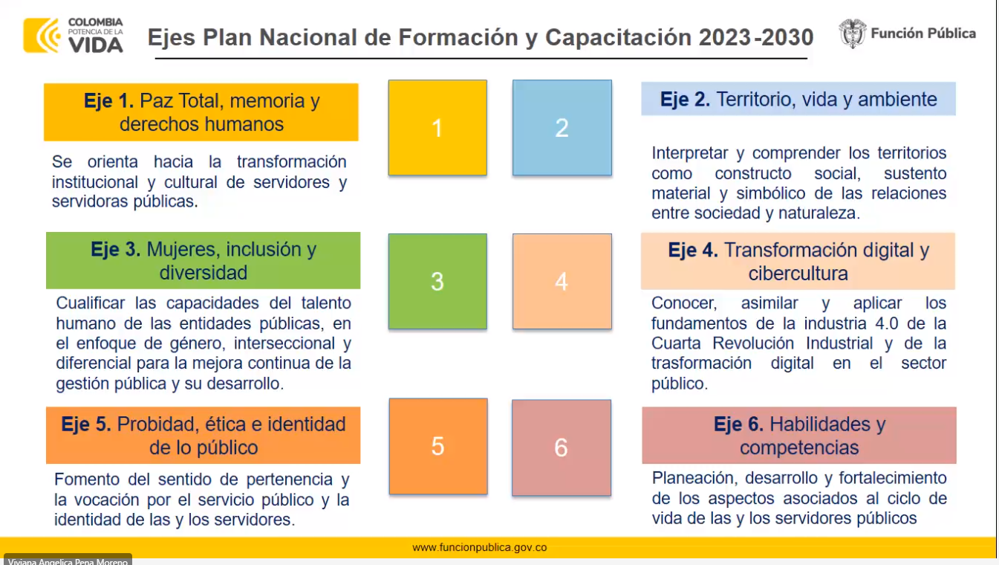 COLOMBIA
POTENCIA DE LA
VIDA
Ejes Plan Nacional de Formación y Capacitación 2023-2030
Función Pública
Eje 1. Paz Total, memoria y
derechos humanos
Se orienta hacia la transformación
institucional y cultural de servidores y
servidoras públicas.
1
2
Eje 2. Territorio, vida y ambiente
Interpretar y comprender los territorios
como constructo social, sustento
material y simbólico de las relaciones
entre sociedad y naturaleza.
Eje 3. Mujeres, inclusión y
diversidad
Cualificar las capacidades del talento
humano de las entidades públicas, en
el enfoque de género, interseccional y
diferencial para la mejora continua de la
gestión pública y su desarrollo.
3
4
Eje 4. Transformación digital y
cibercultura
Conocer, asimilar y aplicar los
fundamentos de la industria 4.0 de la
Cuarta Revolución Industrial y de la
trasformación digital en el sector
público.
Eje 5. Probidad, ética e identidad
de lo público
Fomento del sentido de pertenencia y
la vocación por el servicio público y la
identidad de las y los servidores.
5
6
Eje 6. Habilidades y
competencias
Planeación, desarrollo y fortalecimiento
de los aspectos asociados al ciclo de
vida de las y los servidores públicos
www.funcionpublica.gov.co
Viviana Angelica Pena Moreno